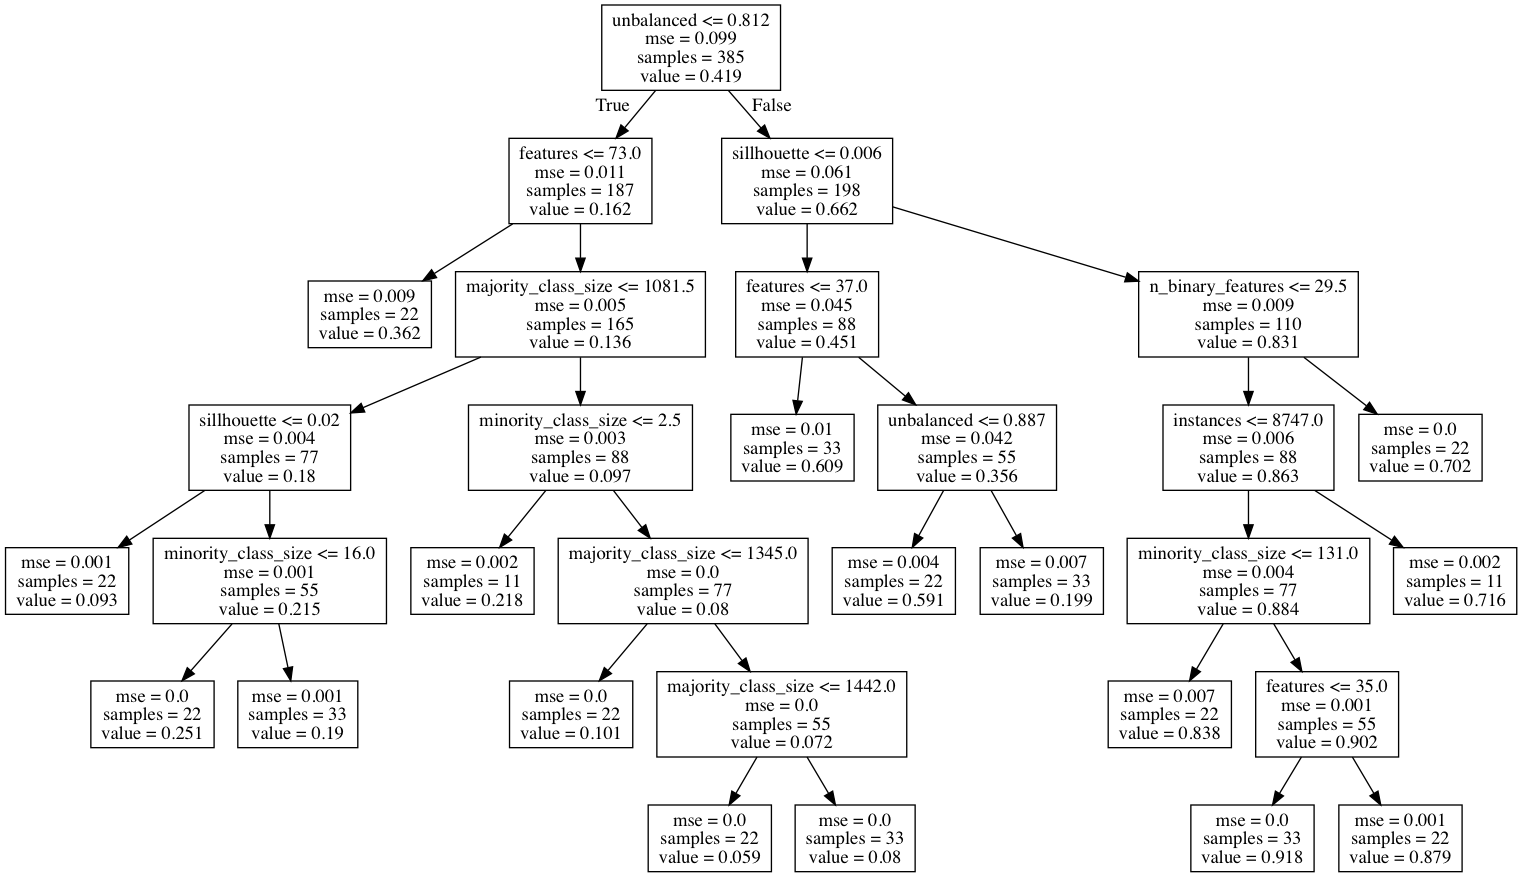 unbalanced <= 0.812
mse = 0.099
samples = 385
value = 0.419
True
False
features <= 73.0
mse = 0.011
samples = 187
value = 0.162
sillhouette <= 0.006
mse = 0.061
samples = 198
value = 0.662
mse = 0.009
samples = 22
value = 0.362
majority_class_size <= 1081.5
mse = 0.005
samples = 165
value = 0.136
features <= 37.0
mse = 0.045
samples = 88
value = 0.451
n_binary_features <= 29.5
mse = 0.009
samples = 110
value = 0.831
sillhouette <= 0.02
mse = 0.004
samples = 77
value = 0.18
minority_class_size <= 2.5
mse = 0.003
samples = 88
value = 0.097
mse = 0.01
samples = 33
value = 0.609
unbalanced <= 0.887
mse = 0.042
samples = 55
value = 0.356
instances <= 8747.0
mse = 0.006
samples = 88
value = 0.863
mse = 0.0
samples = 22
value = 0.702
mse = 0.001
samples = 22
value = 0.093
minority_class_size <= 16.0
mse = 0.001
samples = 55
value = 0.215
mse = 0.002
samples = 11
value = 0.218
majority_class_size <= 1345.0
mse = 0.0
samples = 77
value = 0.08
mse = 0.004
samples = 22
value = 0.591
mse = 0.007
samples = 33
value = 0.199
minority_class_size <= 131.0
mse = 0.004
samples = 77
value = 0.884
mse = 0.002
samples = 11
value = 0.716
mse = 0.0
samples = 22
value = 0.251
mse = 0.001
samples = 33
value = 0.19
mse = 0.0
samples = 22
value = 0.101
majority_class_size <= 1442.0
mse = 0.0
samples = 55
value = 0.072
mse = 0.007
samples = 22
value = 0.838
features <= 35.0
mse = 0.001
samples = 55
value = 0.902
mse = 0.0
samples = 22
value = 0.059
mse = 0.0
samples = 33
value = 0.08
mse = 0.0
samples = 33
value = 0.918
mse = 0.001
samples = 22
value = 0.879